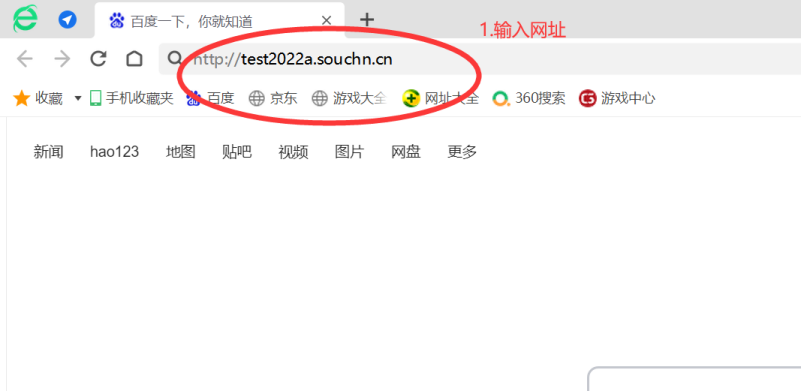 百度一下，你就知道
1.输入网址
http://test2022a.souchn.cn
收藏 手机收藏夹 百度 京东 游戏大全 网址大全 360搜索 游戏中心
新闻 hao123 地图 贴吧 视频 图片 网盘 更多